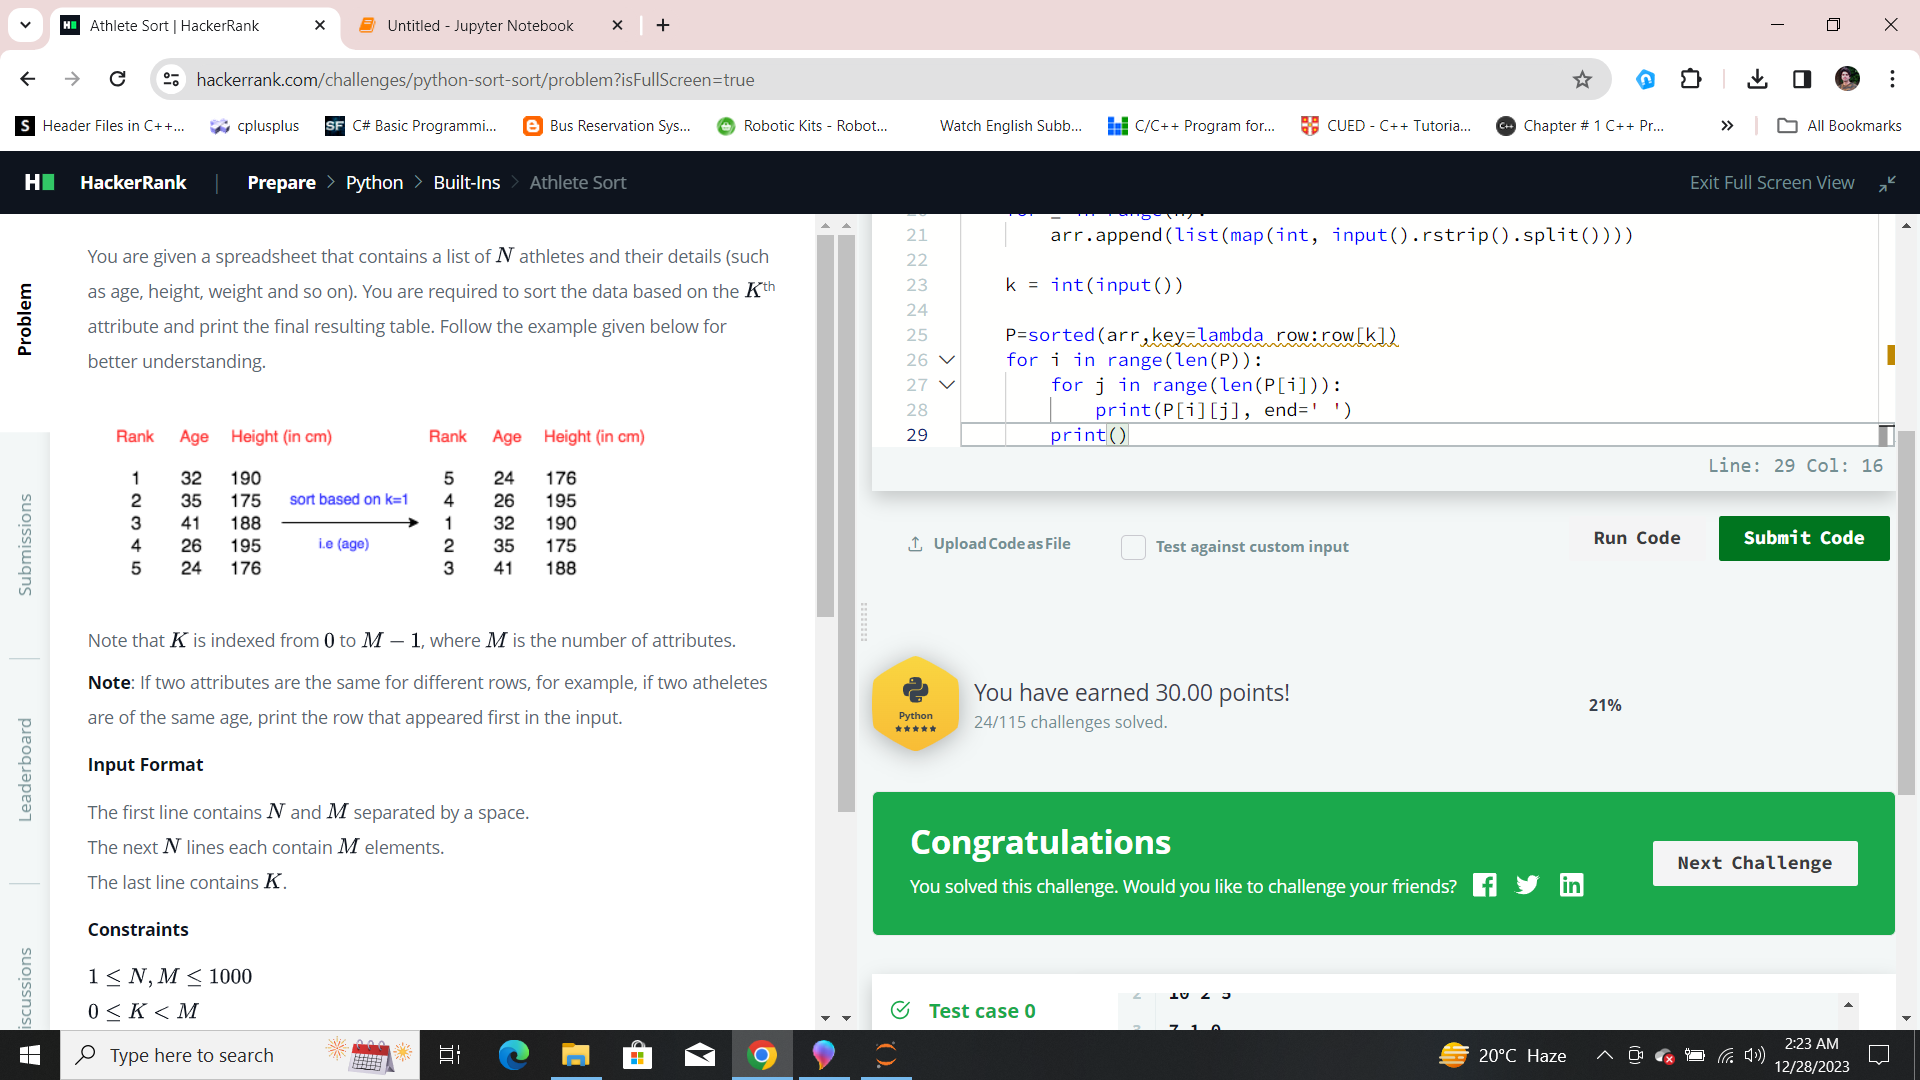 Athlete Sort | HackerRank
Untitled - Jupyter Notebook
hackerrank.com/challenges/python-sort-sort/problem?isFullScreen=true
S Header Files in C++...
cplusplus
SF C# Basic Programmi...
Bus Reservation Sys...
Robotic Kits - Robot...
Watch English Subb...
C/C++ Program for...
CUED - C++ Tutoria...
Chapter # 1 C++ Pr...
All Bookmarks
HackerRank
Prepare > Python > Built-Ins > Athlete Sort
Exit Full Screen View
Problem
Submissions
Leaderboard
You are given a spreadsheet that contains a list of N athletes and their details (such
as age, height, weight and so on). You are required to sort the data based on the Kth
attribute and print the final resulting table. Follow the example given below for
better understanding.
Rank Age Height (in cm) Rank Age Height (in cm)
1 32 190 5 24 176
2 35 175 sort based on k=1 4 26 195
3 41 188 1 32 190
4 26 195 i.e (age) 2 35 175
5 24 176 3 41 188
Note that K is indexed from 0 to M − 1, where M is the number of attributes.
Note: If two attributes are the same for different rows, for example, if two atheletes
are of the same age, print the row that appeared first in the input.
Input Format
The first line contains N and M separated by a space.
The next N lines each contain M elements.
The last line contains K.
Constraints
1 ≤ N, M ≤ 1000
0 ≤ K < M
21 arr.append(list(map(int, input().rstrip().split())))
22
23 k = int(input())
24
25 P=sorted(arr,key=lambda row:row[k])
26 for i in range(len(P)):
27 for j in range(len(P[i])):
28 print(P[i][j], end=' ')
29 print()
Line: 29 Col: 16
Upload Code as File
Test against custom input
Run Code
Submit Code
Python
You have earned 30.00 points!
24/115 challenges solved.
21%
Congratulations
You solved this challenge. Would you like to challenge your friends?
Next Challenge
Test case 0
Type here to search
20°C Haze
2:23 AM
12/28/2023